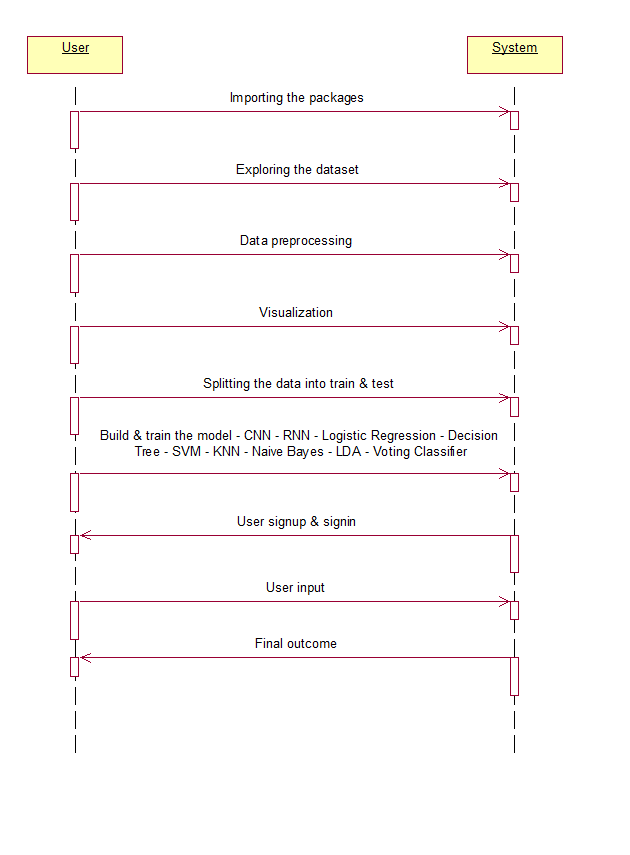 User
System
Importing the packages
Exploring the dataset
Data preprocessing
Visualization
Splitting the data into train & test
Build & train the model - CNN - RNN - Logistic Regression - Decision
Tree - SVM - KNN - Naive Bayes - LDA - Voting Classifier
User signup & signin
User input
Final outcome